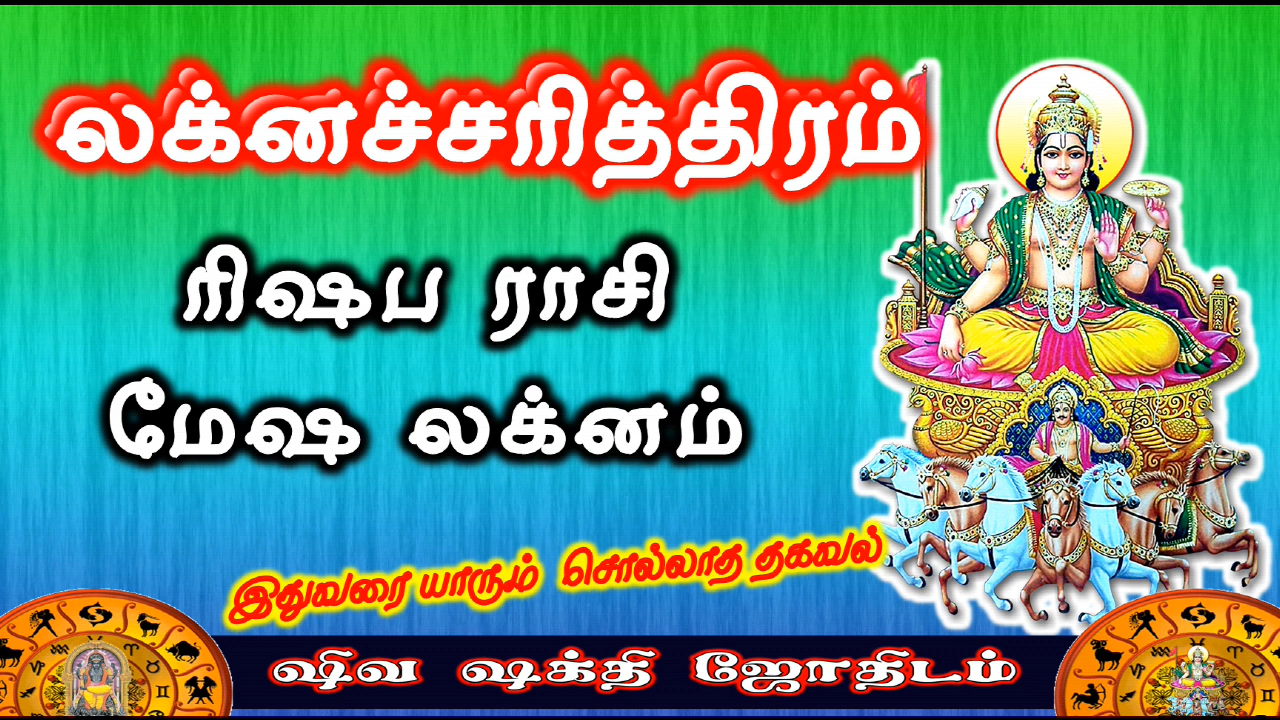 லக்னச்சரித்திரம்
ரிஷப ராசி
மேஷ லக்னம்
இதுவரை யாரும் சொல்லாத தகவல்
ஷிவ ஷக்தி ஜோதிடம்